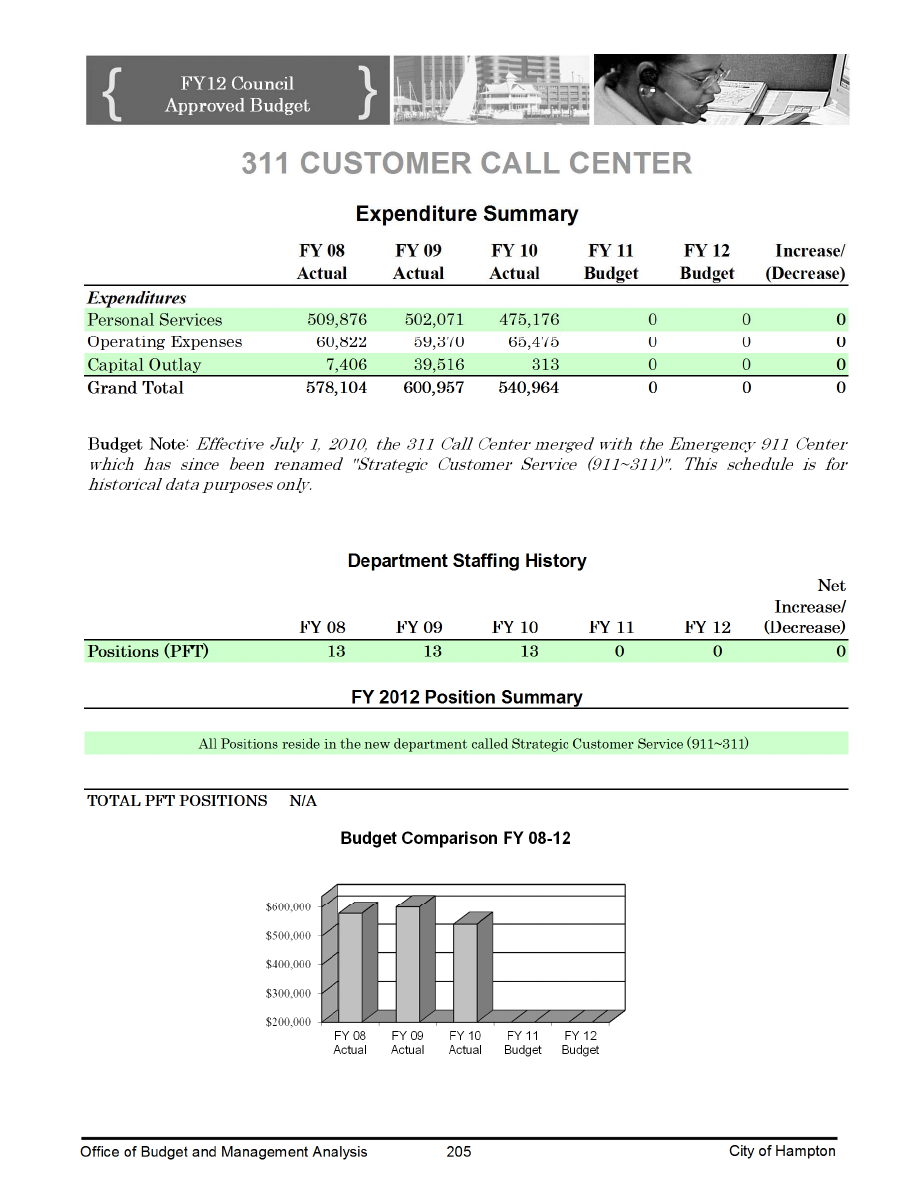 FY12 Council
Approved Budget
311 CUSTOMER CALL CENTER
Expenditure Summary
FY 08 FY 09 FY 10 FY 11 FY 12 Increase/
Actual Actual Actual Budget Budget (Decrease)
Expenditures
Personal Services 509,876 502,071 475,176 0 0 0
Operating Expenses 60,822 59,370 65,475 0 0 0
Capital Outlay 7,406 39,516 313 0 0 0
Grand Total 578,104 600,957 540,964 0 0 0
Budget Note: Effective July 1, 2010, the 311 Call Center merged with the Emergency 911 Center
which has since been renamed "Strategic Customer Service (911~311)". This schedule is for
historical data purposes only.
Department Staffing History
Net
Increase/
FY 08 FY 09 FY 10 FY 11 FY 12 (Decrease)
Positions (PFT) 13 13 13 0 0 0
FY 2012 Position Summary
All Positions reside in the new department called Strategic Customer Service (911~311)
TOTAL PFT POSITIONS N/A
Budget Comparison FY 08-12
$600,000
$500,000
$400,000
$300,000
$200,000
FY 08 FY 09 FY 10 FY 11 FY 12
Actual Actual Actual Budget Budget
Office of Budget and Management Analysis 205 City of Hampton